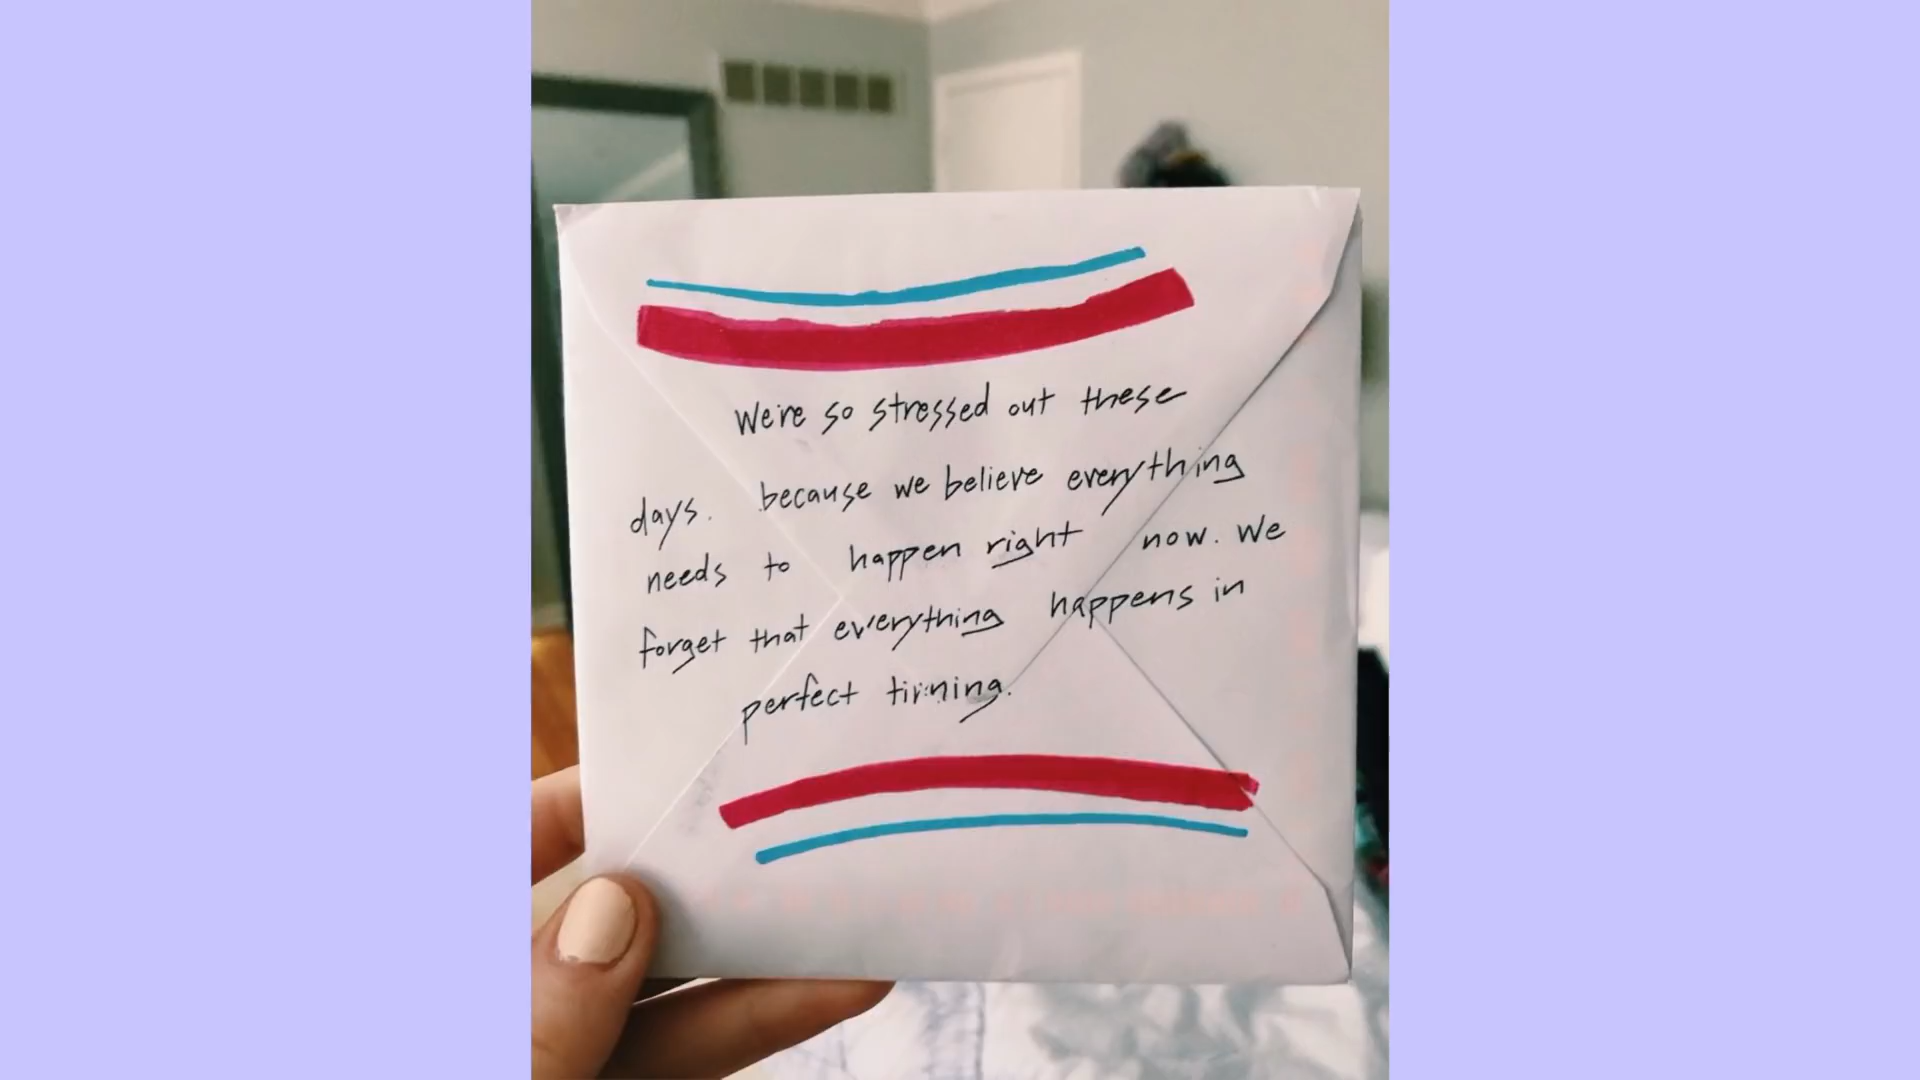 We're so stressed out these
days. because we believe everything
needs to happen right now. We
forget that everything happens in
perfect timing.